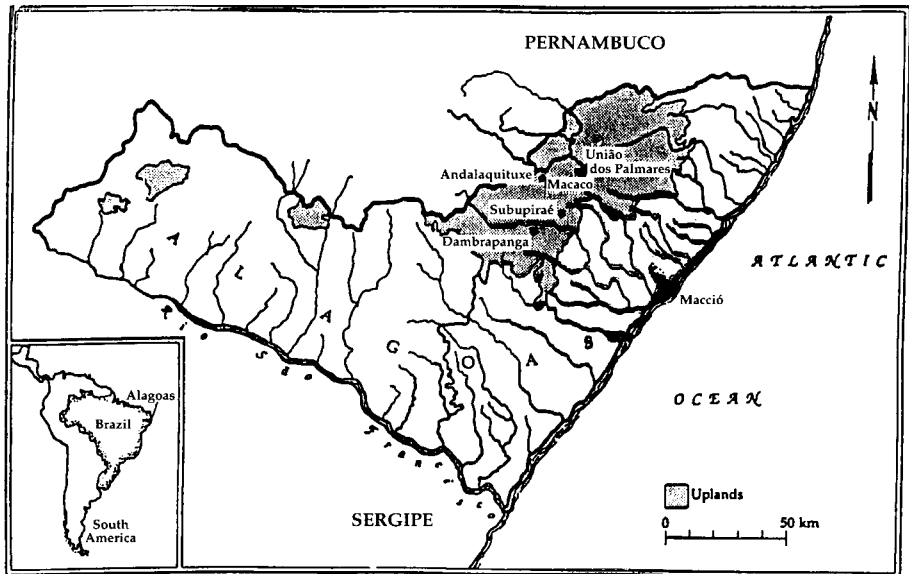 PERNAMBUCO
N
União
dos Palmares
Andalaquituxe
Macaco
Subupiraé
Dambrapanga
ATLANTIC
OCEAN
Macció
ALAGOAS
Rio São Francisco
SERGIPE
Uplands
0 50 km
Alagoas
Brazil
South
America